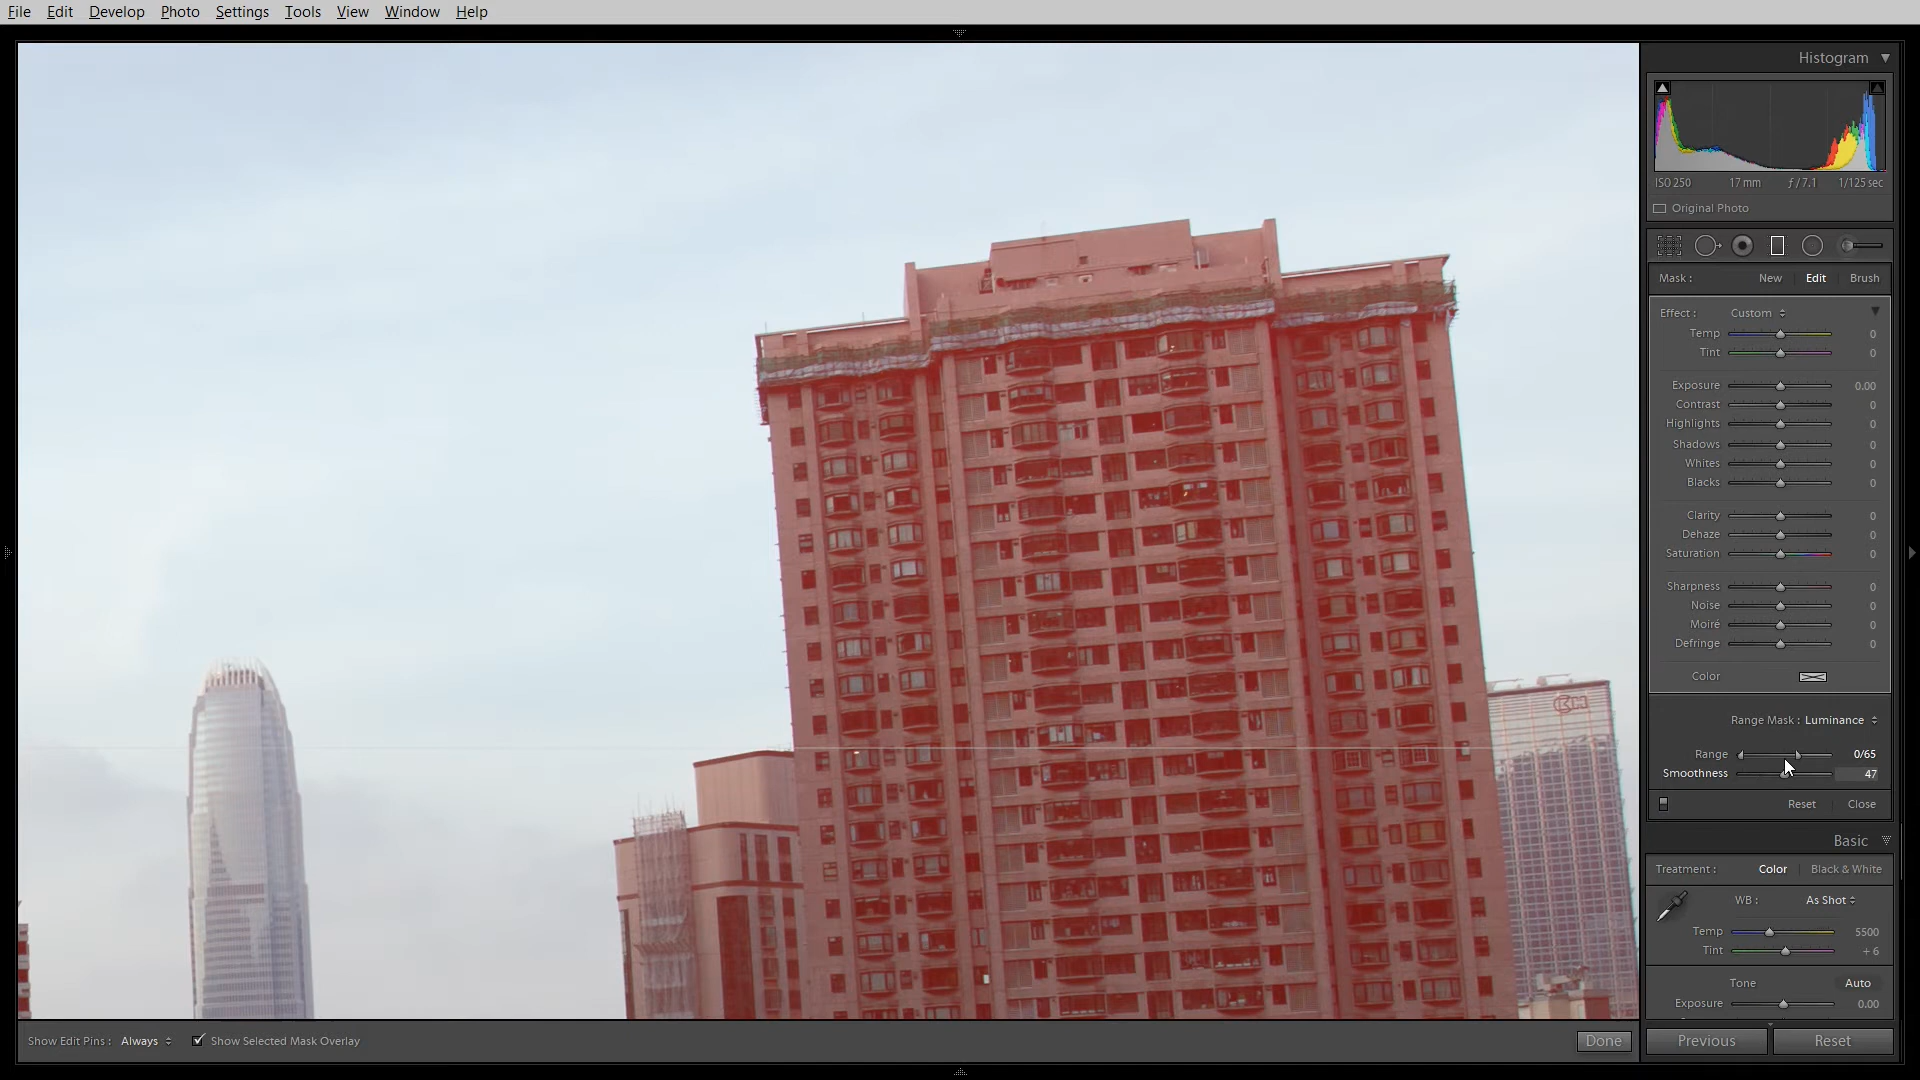 File Edit Develop Photo Settings Tools View Window Help
Histogram
ISO 250 17 mm ƒ / 7.1 1/125 sec
Original Photo
Mask : New Edit Brush
Effect : Custom
Temp 0
Tint 0
Exposure 0.00
Contrast 0
Highlights 0
Shadows 0
Whites 0
Blacks 0
Clarity 0
Dehaze 0
Saturation 0
Sharpness 0
Noise 0
Moiré 0
Defringe 0
Color
Range Mask : Luminance
Range 0/65
Smoothness 47
Reset Close
Basic
Treatment : Color Black & White
WB : As Shot
Temp 5500
Tint + 6
Tone Auto
Exposure 0.00
Show Edit Pins : Always Show Selected Mask Overlay Done Previous Reset